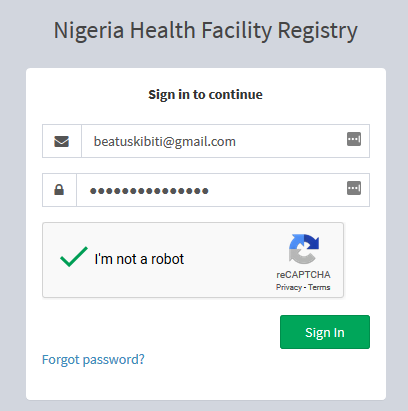 Nigeria Health Facility Registry
Sign in to continue
beatuskibiti@gmail.com
●●●●●●●●●●●●●●●
I'm not a robot
reCAPTCHA
Privacy - Terms
Sign In
Forgot password?